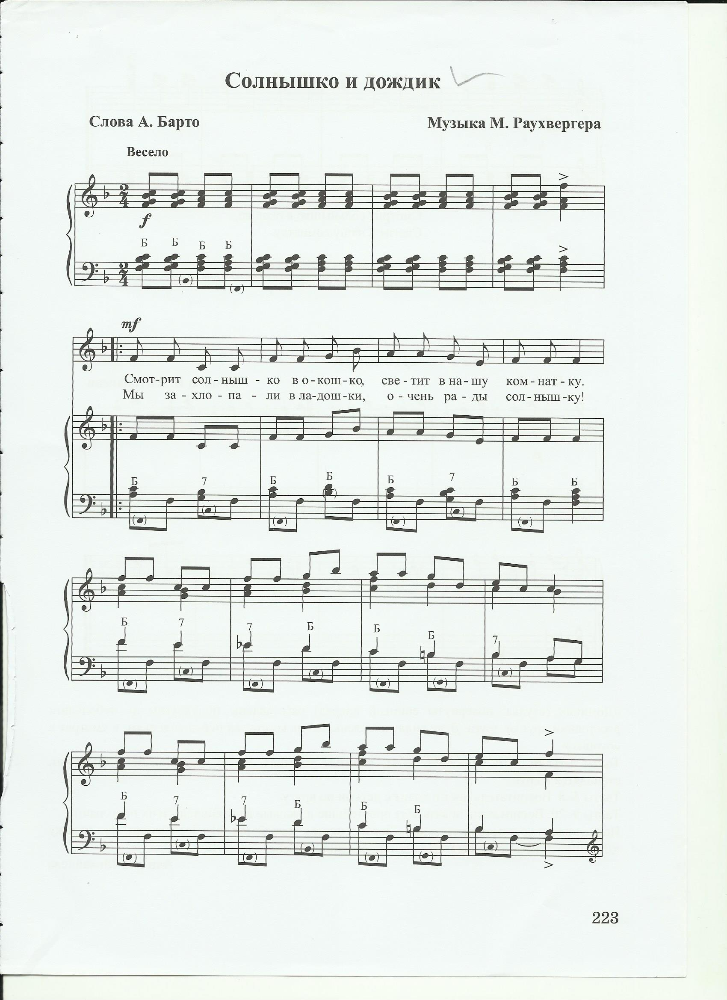 Солнышко и дождик
Слова А. Барто
Музыка М. Раухвергера
Весело
f
Б Б Б Б
mf
Смот-рит сол-ныш-ко в о-кош-ко, све-тит в на-шу ком-нат-ку.
Мы за-хло-па-ли в ла-дош-ки, о-чень ра-ды сол-ныш-ку!
Б 7 Б Б Б 7 Б Б
Б 7 7 Б Б Б 7
Б 7 7 Б Б Б
223